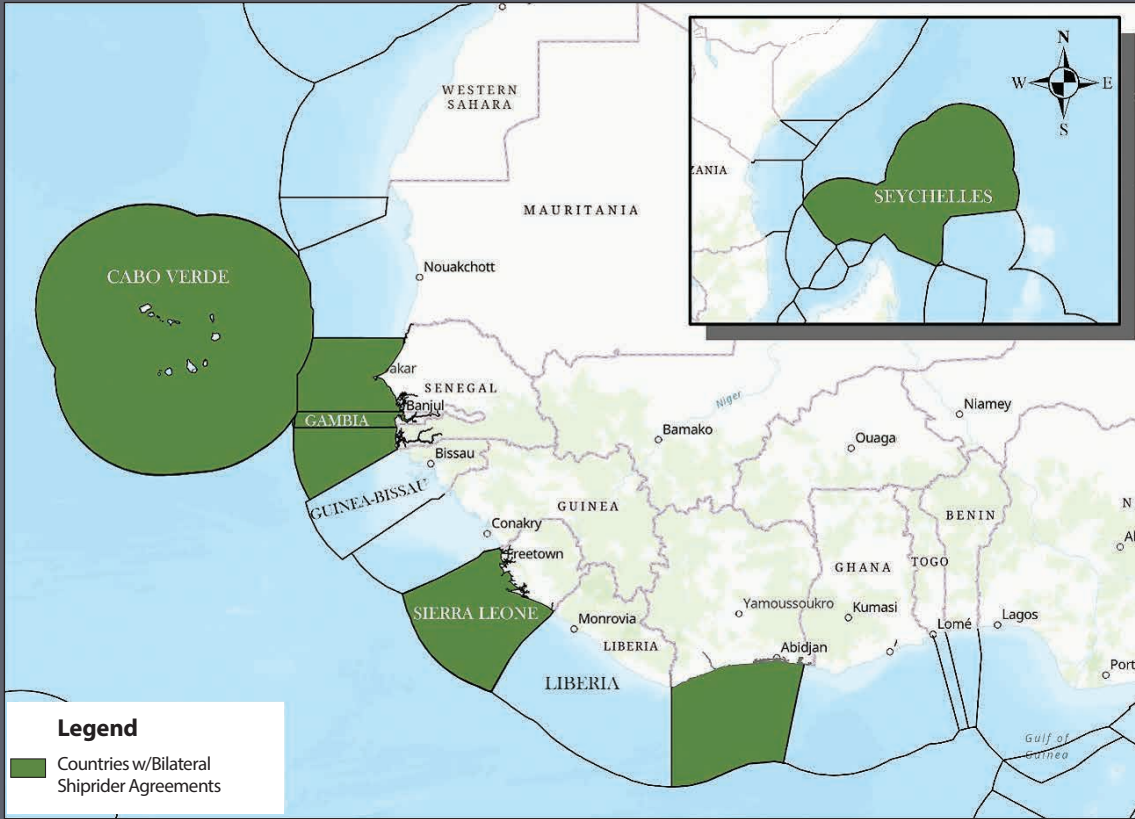 N
W
E
S
WESTERN
SAHARA
ZANIA
SEYCHELLES
MAURITANIA
CABO VERDE
Nouakchott
akar
SENEGAL
Banjul
GAMBIA
Niger
Niamey
Bamako
Ouaga
Bissau
GUINEA-BISSAU
GUINEA
BENIN
N
Conakry
Freetown
Al
GHANA
TOGO
SIERRA LEONE
Monrovia
Yamoussoukro
Kumasi
Lomé
Lagos
LIBERIA
Abidjan
Port
LIBERIA
Gulf of
Guinea
Legend
Countries w/Bilateral
Shiprider Agreements